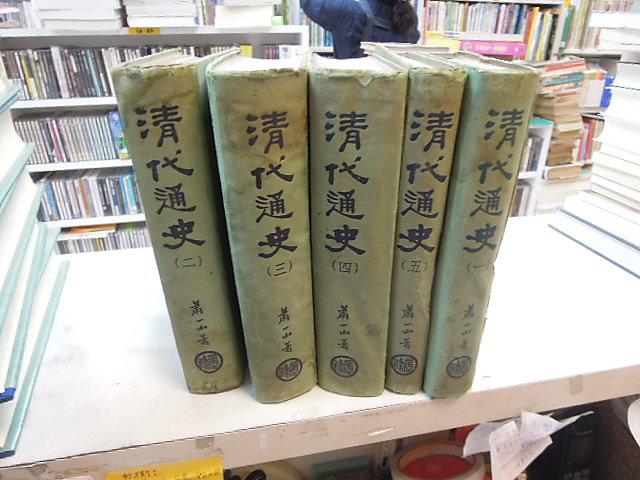 清代通史
(二)
蕭一山著
清代通史
(三)
蕭一山著
清代通史
(四)
蕭一山著
清代通史
(五)
蕭一山著
清代通史
(一)
蕭一山著